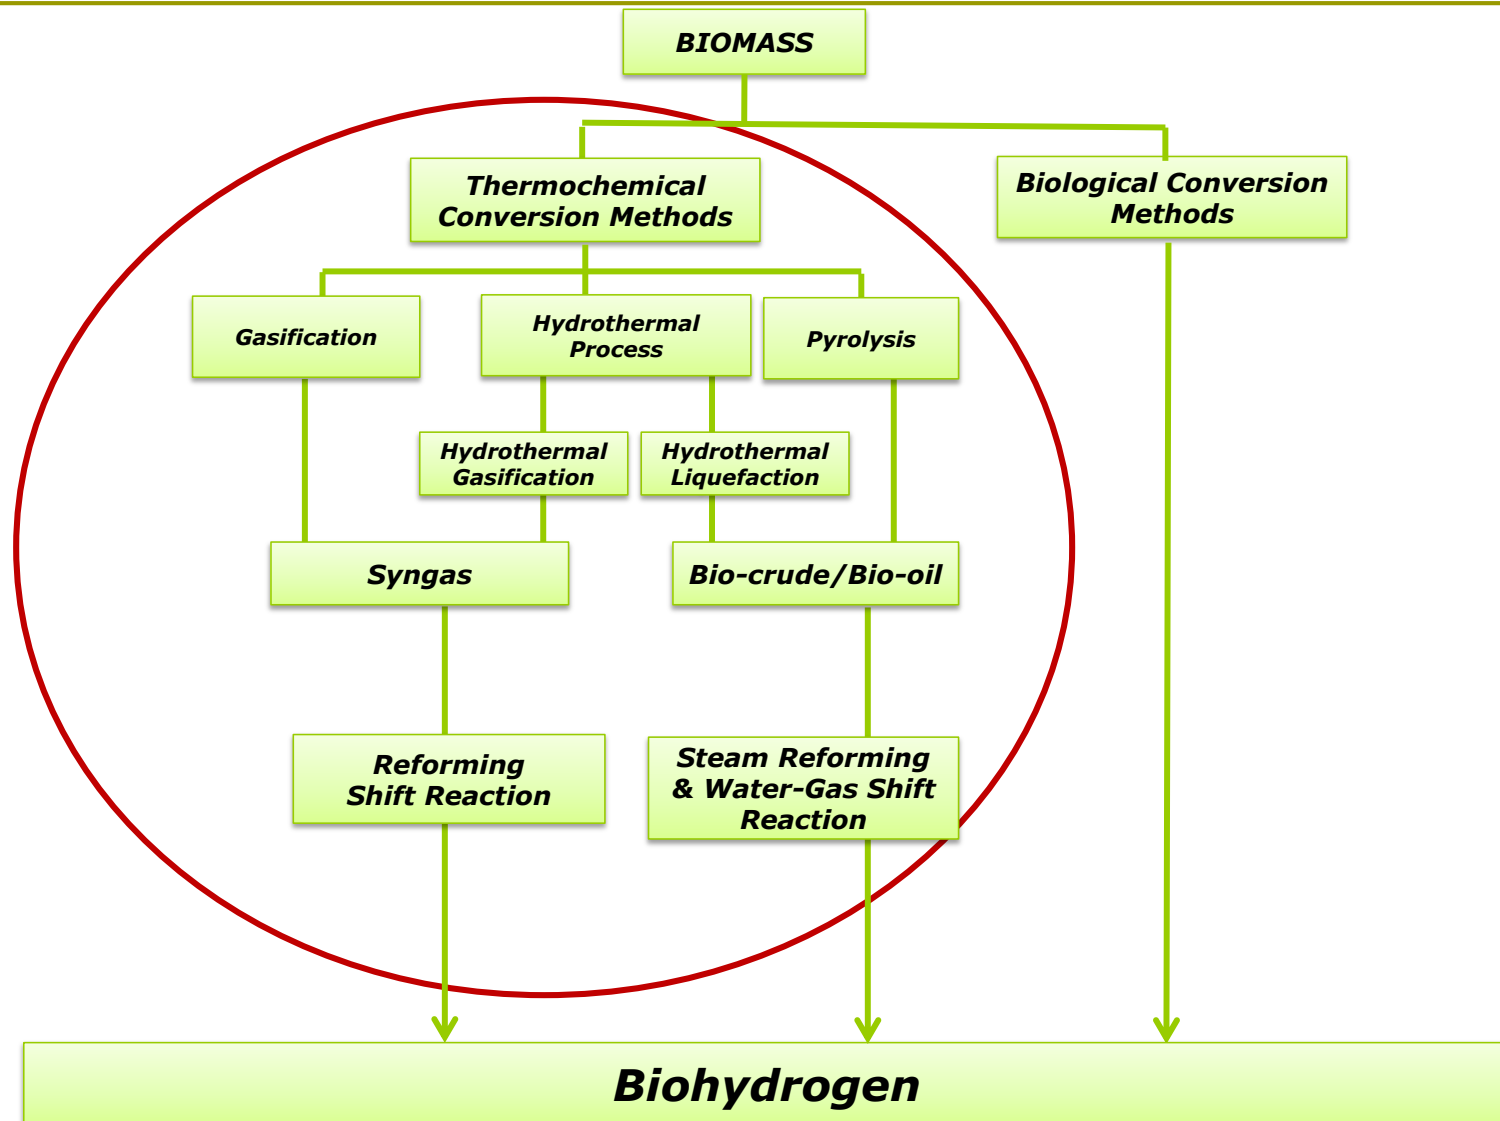 BIOMASS
Thermochemical
Conversion Methods
Biological Conversion
Methods
Gasification
Hydrothermal
Process
Pyrolysis
Hydrothermal
Gasification
Hydrothermal
Liquefaction
Syngas
Bio-crude/Bio-oil
Reforming
Shift Reaction
Steam Reforming
& Water-Gas Shift
Reaction
Biohydrogen